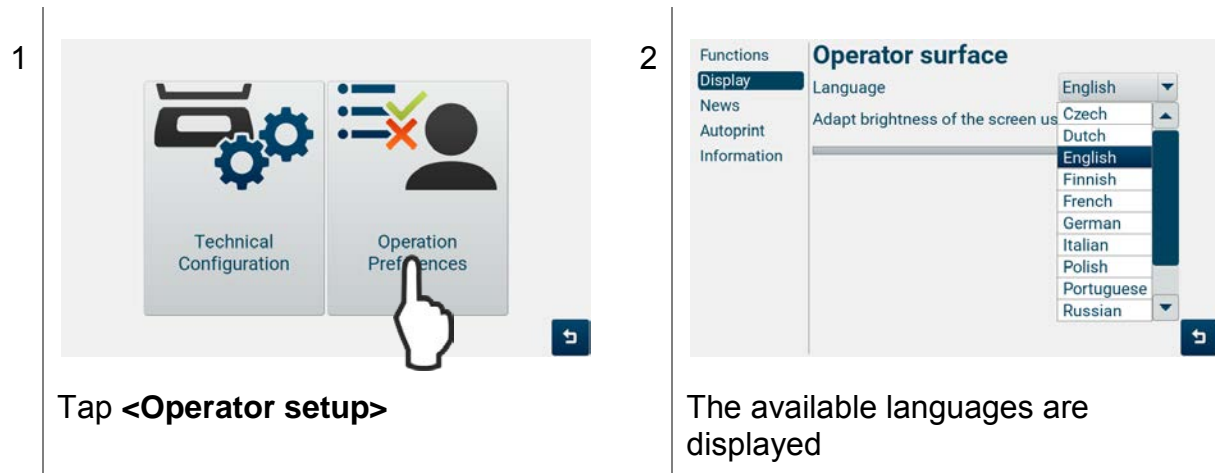 1
Technical
Configuration
Operation
Preferences
Tap <Operator setup>
2
Functions
Display
News
Autoprint
Information
Operator surface
Language
English
Adapt brightness of the screen us
Czech
Dutch
English
Finnish
French
German
Italian
Polish
Portuguese
Russian
The available languages are
displayed